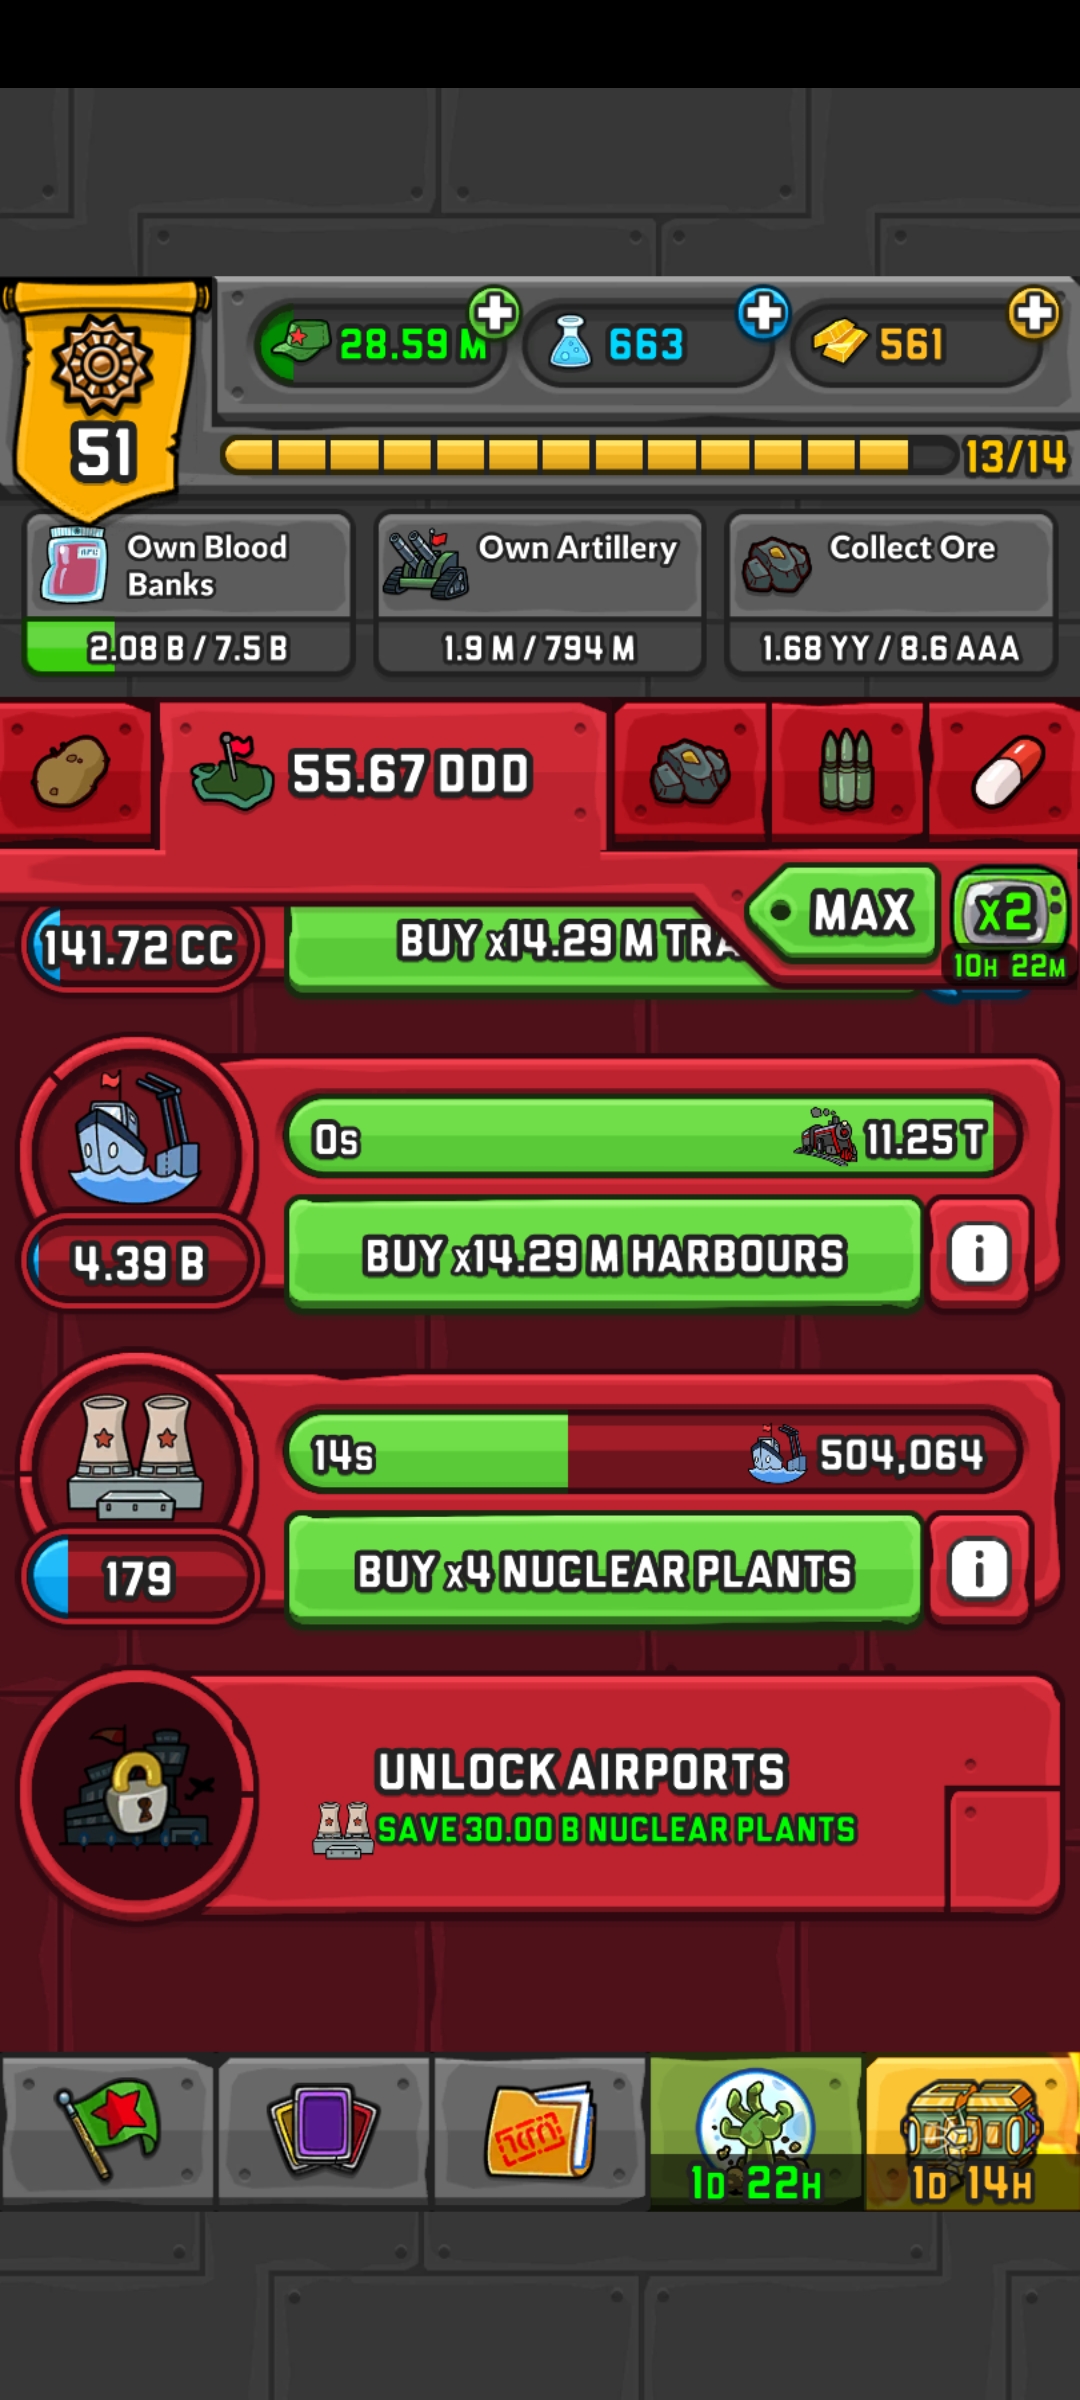 28.59 M
663
561
51
13/14
Own Blood
Banks
Own Artillery
Collect Ore
2.08 B / 7.5 B
1.9 M / 794 M
1.68 YY / 8.6 AAA
55.67 DDD
MAX
x2
10H 22M
141.72 CC
BUY x14.29 M TRA
0s
11.25 T
4.39 B
BUY x14.29 M HARBOURS
i
14s
504,064
179
BUY x4 NUCLEAR PLANTS
i
UNLOCK AIRPORTS
SAVE 30.00 B NUCLEAR PLANTS
1D 22H
1D 14H